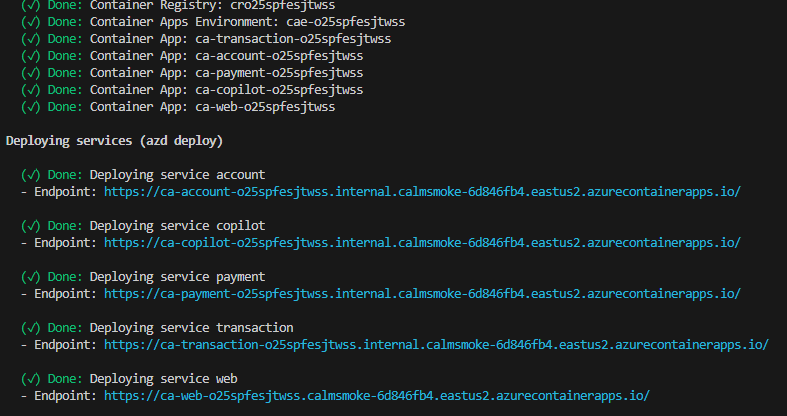 (✓) Done: Container Registry: cro25spfesjtwss
(✓) Done: Container Apps Environment: cae-o25spfesjtwss
(✓) Done: Container App: ca-transaction-o25spfesjtwss
(✓) Done: Container App: ca-account-o25spfesjtwss
(✓) Done: Container App: ca-payment-o25spfesjtwss
(✓) Done: Container App: ca-copilot-o25spfesjtwss
(✓) Done: Container App: ca-web-o25spfesjtwss
Deploying services (azd deploy)
(✓) Done: Deploying service account
- Endpoint: https://ca-account-o25spfesjtwss.internal.calmsmoke-6d846fb4.eastus2.azurecontainerapps.io/
(✓) Done: Deploying service copilot
- Endpoint: https://ca-copilot-o25spfesjtwss.internal.calmsmoke-6d846fb4.eastus2.azurecontainerapps.io/
(✓) Done: Deploying service payment
- Endpoint: https://ca-payment-o25spfesjtwss.internal.calmsmoke-6d846fb4.eastus2.azurecontainerapps.io/
(✓) Done: Deploying service transaction
- Endpoint: https://ca-transaction-o25spfesjtwss.internal.calmsmoke-6d846fb4.eastus2.azurecontainerapps.io/
(✓) Done: Deploying service web
- Endpoint: https://ca-web-o25spfesjtwss.calmsmoke-6d846fb4.eastus2.azurecontainerapps.io/